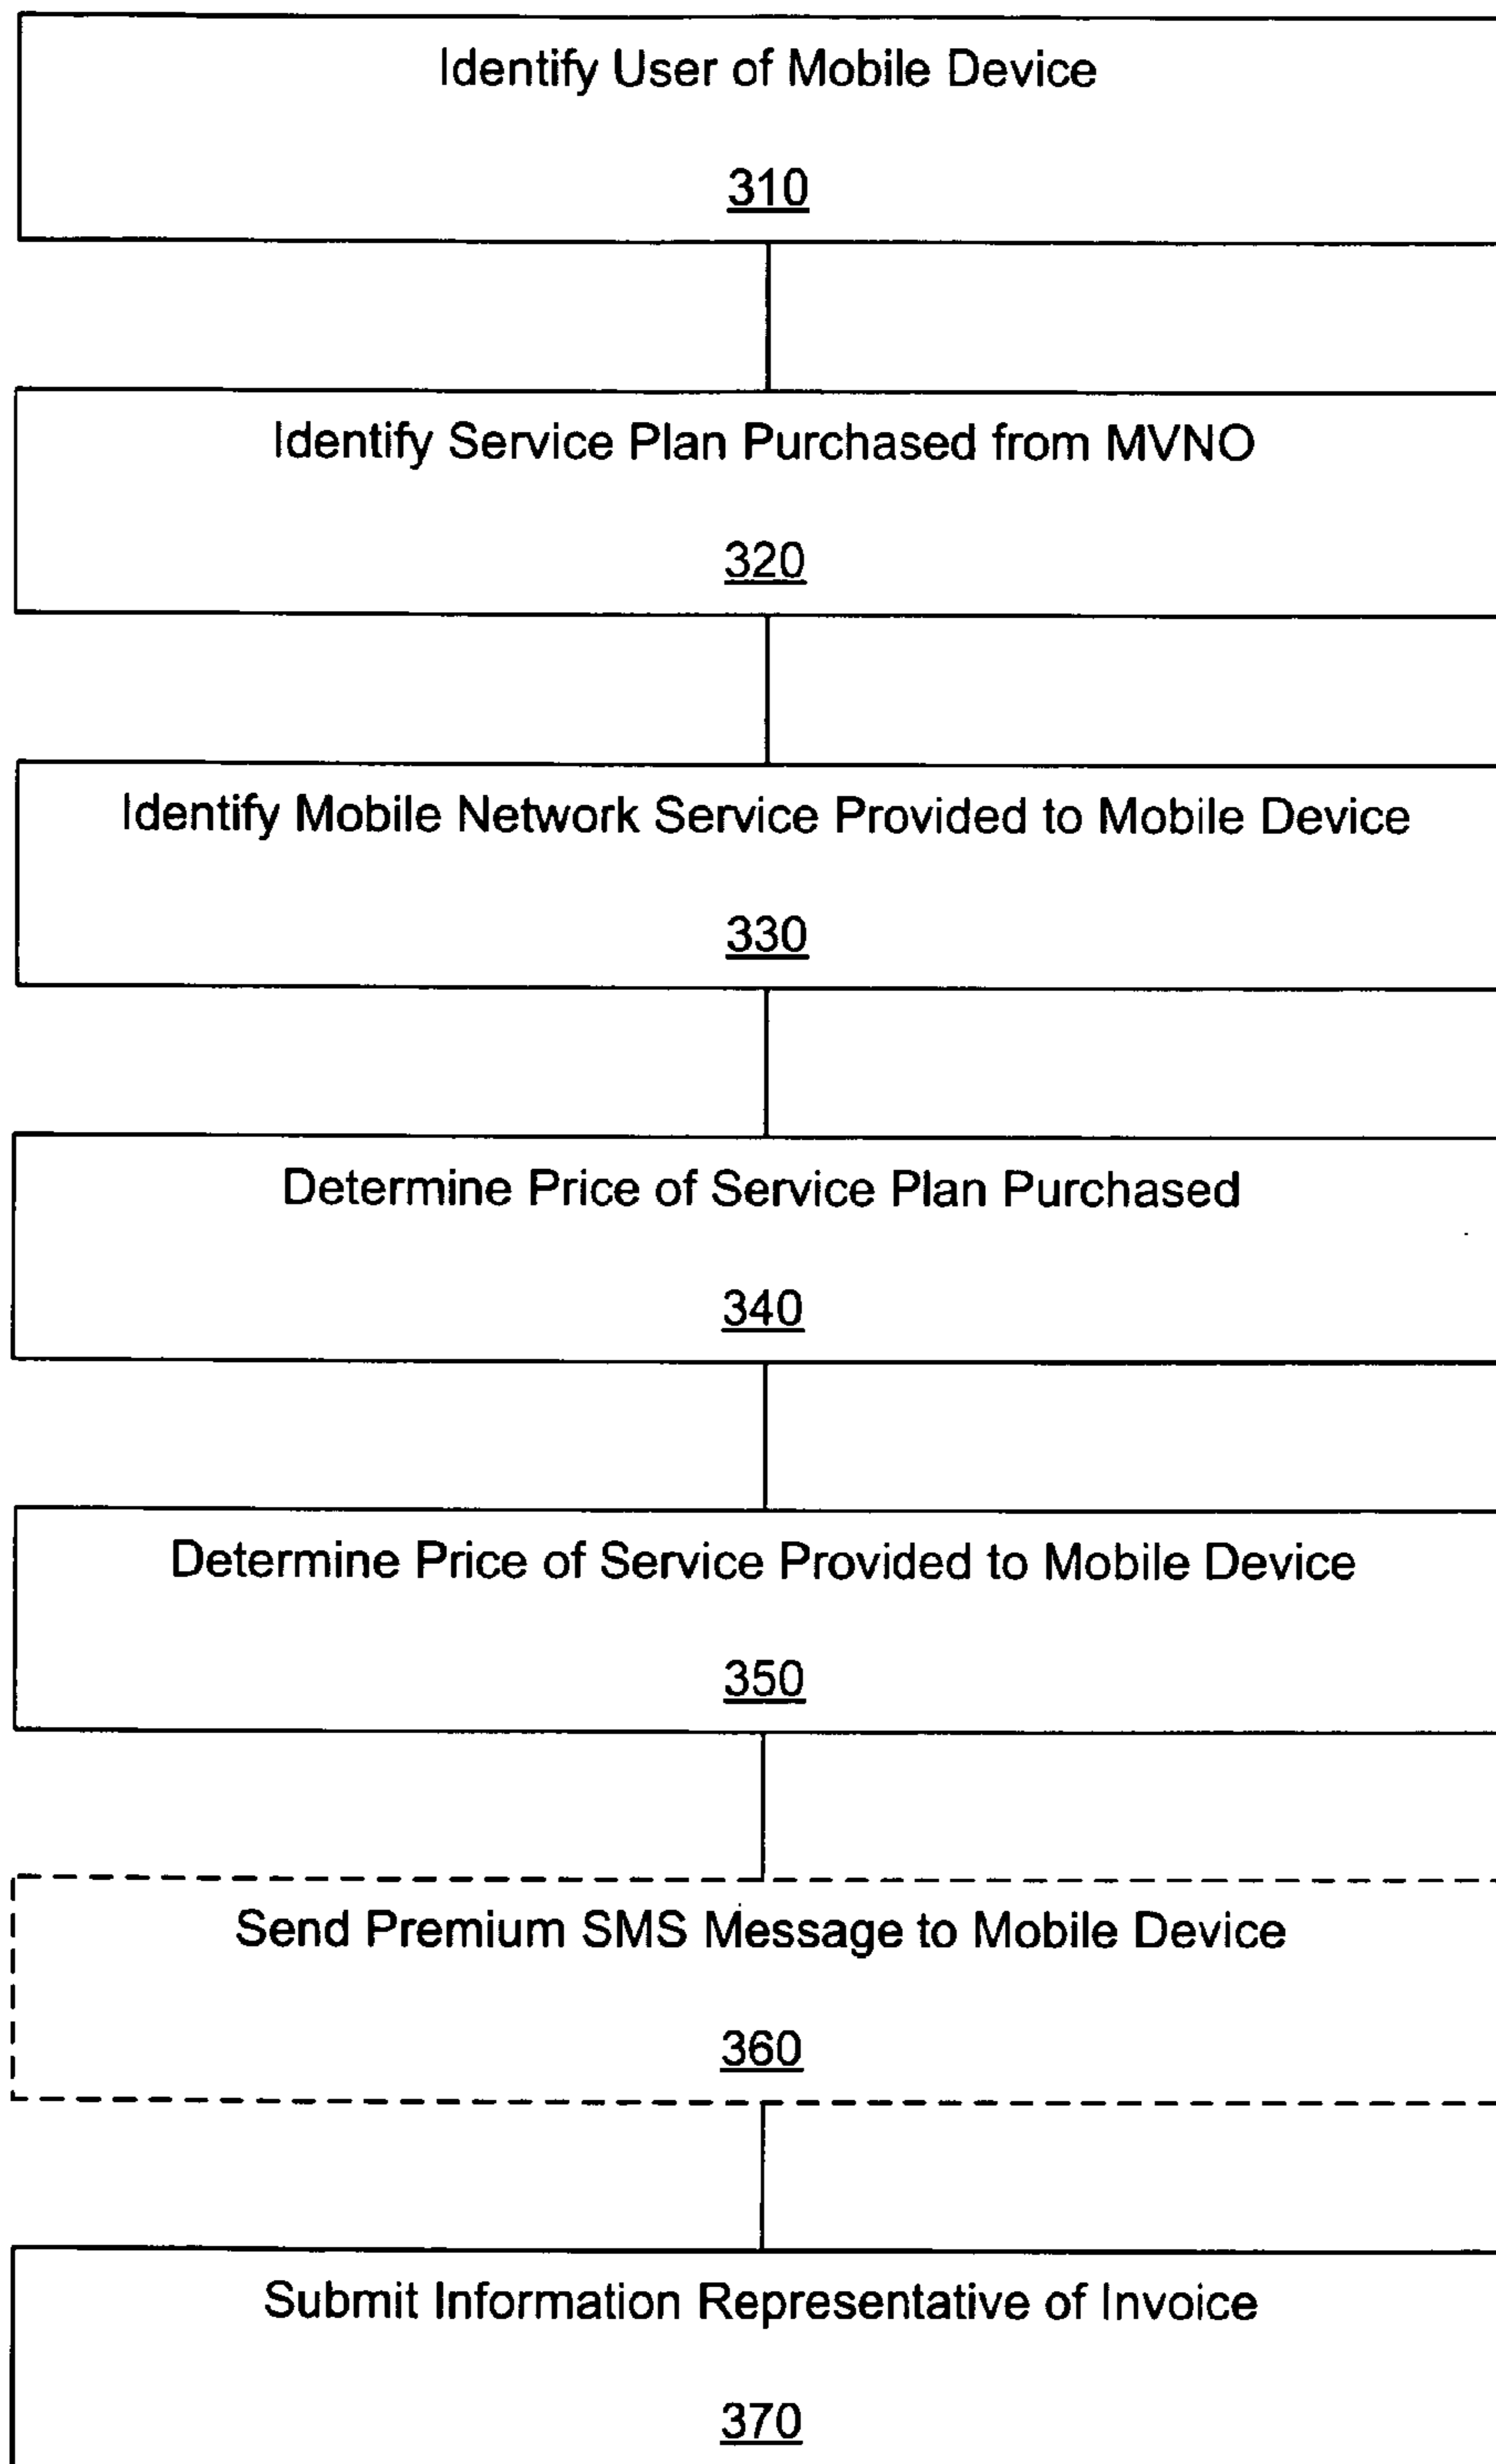 Identify User of Mobile Device
310
Identify Service Plan Purchased from MVNO
320
Identify Mobile Network Service Provided to Mobile Device
330
Determine Price of Service Plan Purchased
340
Determine Price of Service Provided to Mobile Device
350
Send Premium SMS Message to Mobile Device
360
Submit Information Representative of Invoice
370